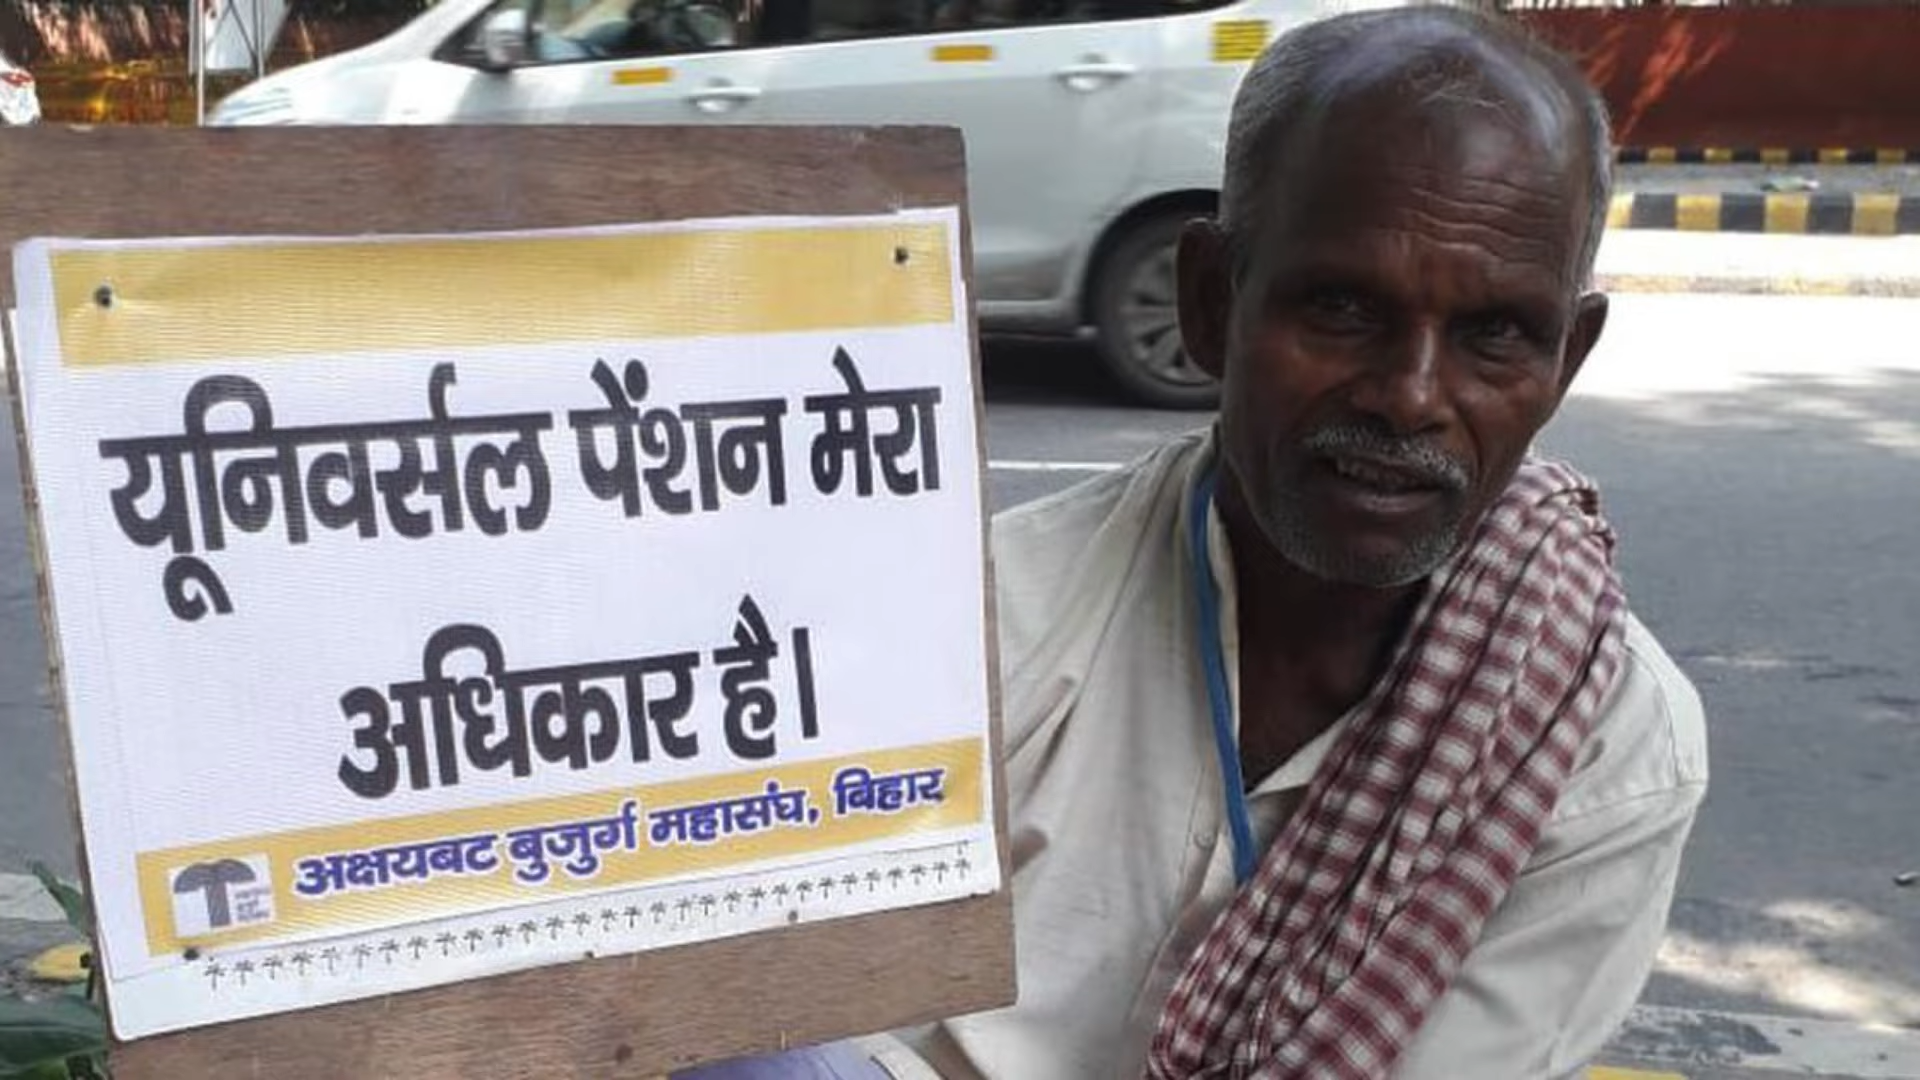 यूनिवर्सल पेंशन मेरा
अधिकार है।
अक्षयबट बुजुर्ग महासंघ, बिहार